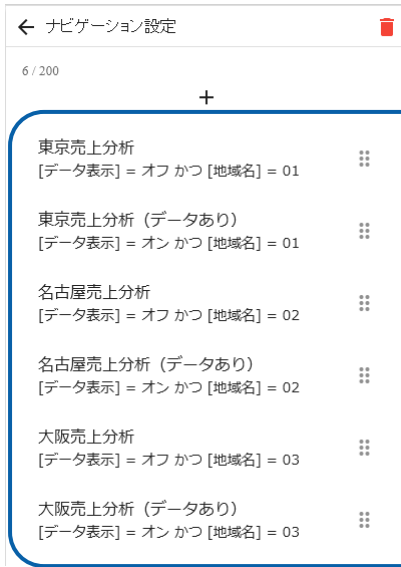 ナビゲーション設定
6 / 200
+
東京売上分析
[データ表示] = オフ かつ [地域名] = 01
東京売上分析（データあり）
[データ表示] = オン かつ [地域名] = 01
名古屋売上分析
[データ表示] = オフ かつ [地域名] = 02
名古屋売上分析（データあり）
[データ表示] = オン かつ [地域名] = 02
大阪売上分析
[データ表示] = オフ かつ [地域名] = 03
大阪売上分析（データあり）
[データ表示] = オン かつ [地域名] = 03